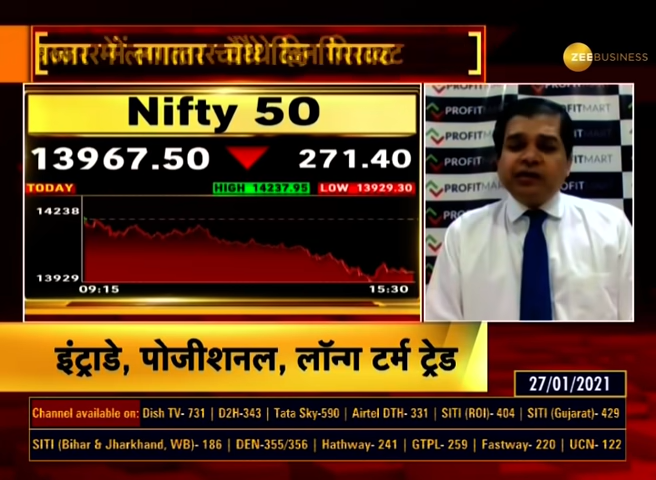 बाजार में लगातार चौथे दिन गिरावट
ZEEBUSINESS
Nifty 50
13967.50 271.40
TODAY HIGH 14237.95 LOW 13929.30
14238
13929
09:15 15:30
PROFITMART
PROFIT
इंट्राडे, पोजीशनल, लॉन्ग टर्म ट्रेड
27/01/2021
Channel available on: Dish TV- 731 | D2H-343 | Tata Sky-590 | Airtel DTH- 331 | SITI (ROI)- 404 | SITI (Gujarat)- 429
SITI (Bihar & Jharkhand, WB)- 186 | DEN-355/356 | Hathway- 241 | GTPL- 259 | Fastway- 220 | UCN- 122